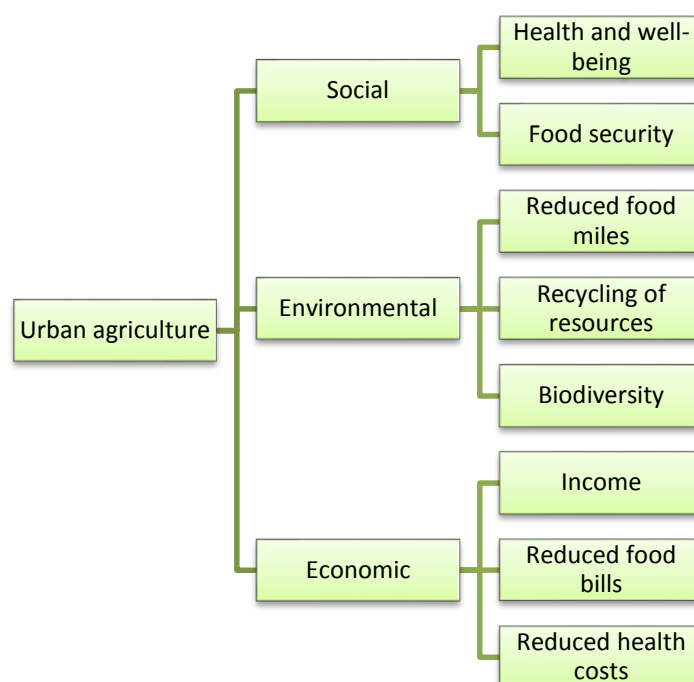 Urban agriculture
Social
Health and well-
being
Food security
Environmental
Reduced food
miles
Recycling of
resources
Biodiversity
Economic
Income
Reduced food
bills
Reduced health
costs